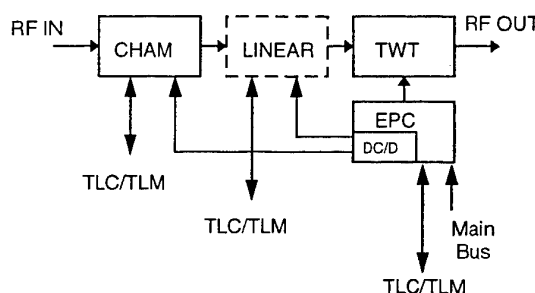 RF IN
CHAM
LINEAR
TWT
RF OUT
EPC
DC/D
TLC/TLM
TLC/TLM
Main
Bus
TLC/TLM